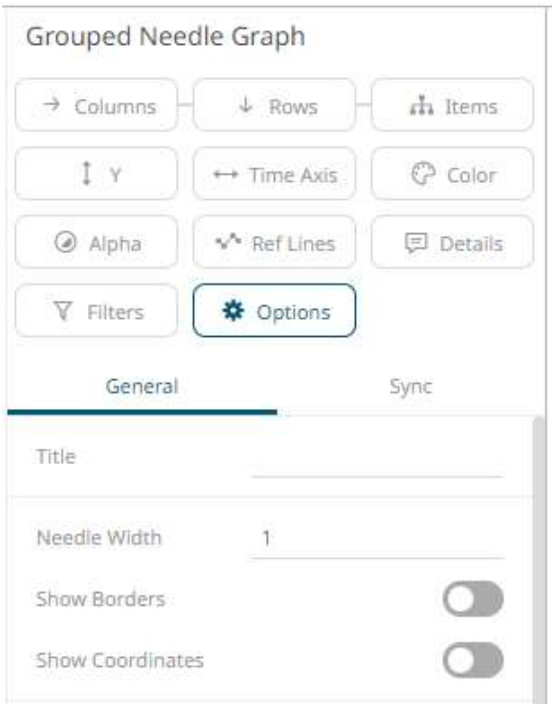 Grouped Needle Graph
Columns Rows Items
Y Time Axis Color
Alpha Ref Lines Details
Filters Options
General Sync
Title
Needle Width 1
Show Borders
Show Coordinates